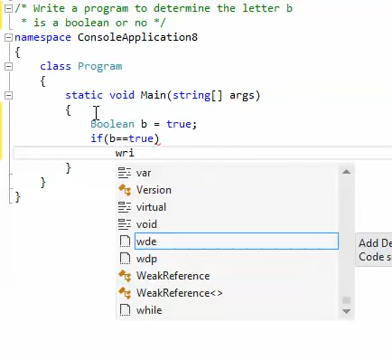 /* Write a program to determine the letter b
* is a boolean or no */
namespace ConsoleApplication8
{
class Program
{
static void Main(string[] args)
{
Boolean b = true;
if(b==true)
wri
}
}
}
var
Version
virtual
void
wde
wdp
WeakReference
WeakReference<>
while
Add De
Code s